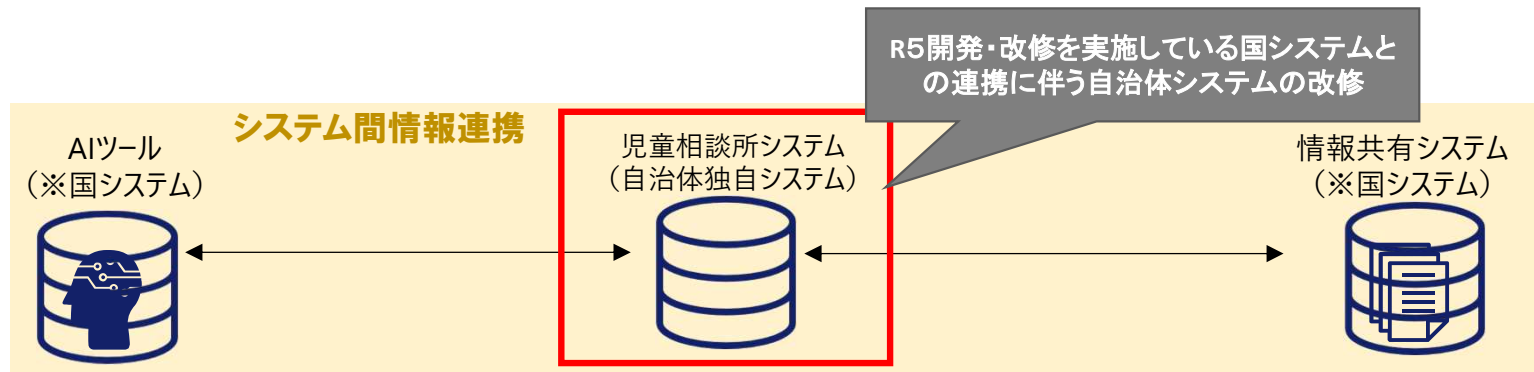 R5開発・改修を実施している国システムと
の連携に伴う自治体システムの改修
システム間情報連携
AIツール
（※国システム）
児童相談所システム
（自治体独自システム）
情報共有システム
（※国システム）